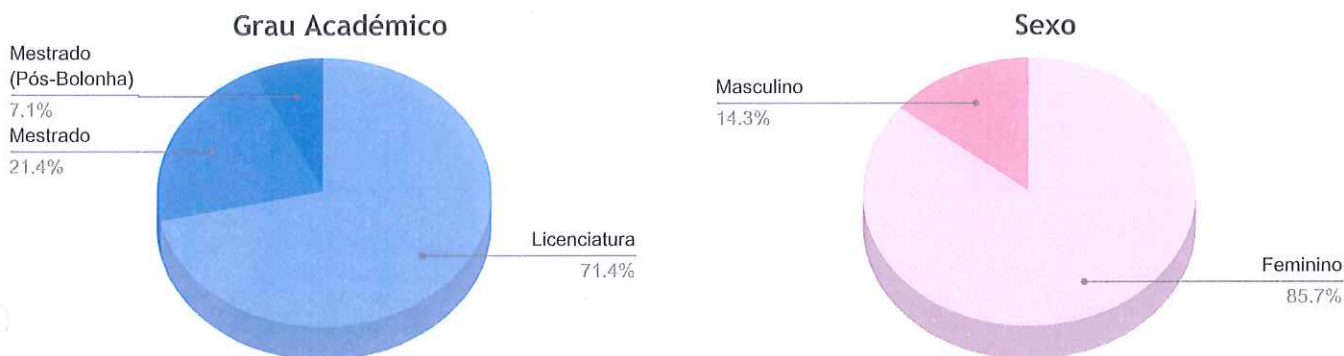 Grau Académico
Mestrado
(Pós-Bolonha)
7.1%
Mestrado
21.4%
Licenciatura
71.4%
Sexo
Masculino
14.3%
Feminino
85.7%